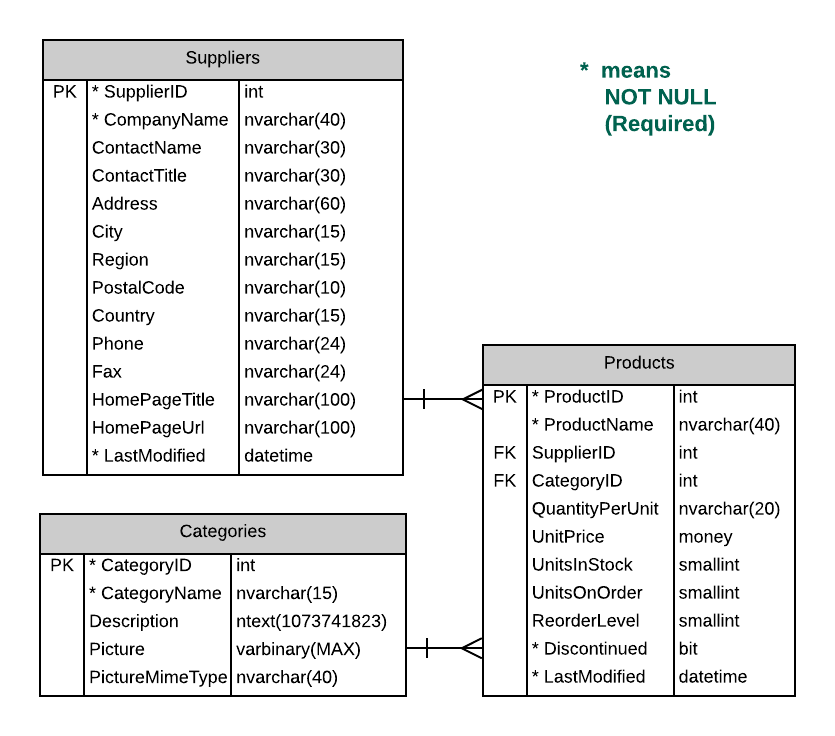 Suppliers
PK * SupplierID int
* CompanyName nvarchar(40)
ContactName nvarchar(30)
ContactTitle nvarchar(30)
Address nvarchar(60)
City nvarchar(15)
Region nvarchar(15)
PostalCode nvarchar(10)
Country nvarchar(15)
Phone nvarchar(24)
Fax nvarchar(24)
HomePageTitle nvarchar(100)
HomePageUrl nvarchar(100)
* LastModified datetime
* means
NOT NULL
(Required)
Categories
PK * CategoryID int
* CategoryName nvarchar(15)
Description ntext(1073741823)
Picture varbinary(MAX)
PictureMimeType nvarchar(40)
Products
PK * ProductID int
* ProductName nvarchar(40)
FK SupplierID int
FK CategoryID int
QuantityPerUnit nvarchar(20)
UnitPrice money
UnitsInStock smallint
UnitsOnOrder smallint
ReorderLevel smallint
* Discontinued bit
* LastModified datetime